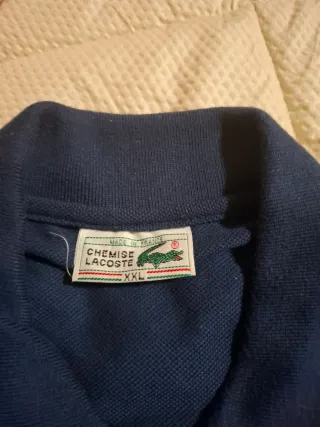 MADE IN FRANCE
CHEMISE
LACOSTE
®
XXL